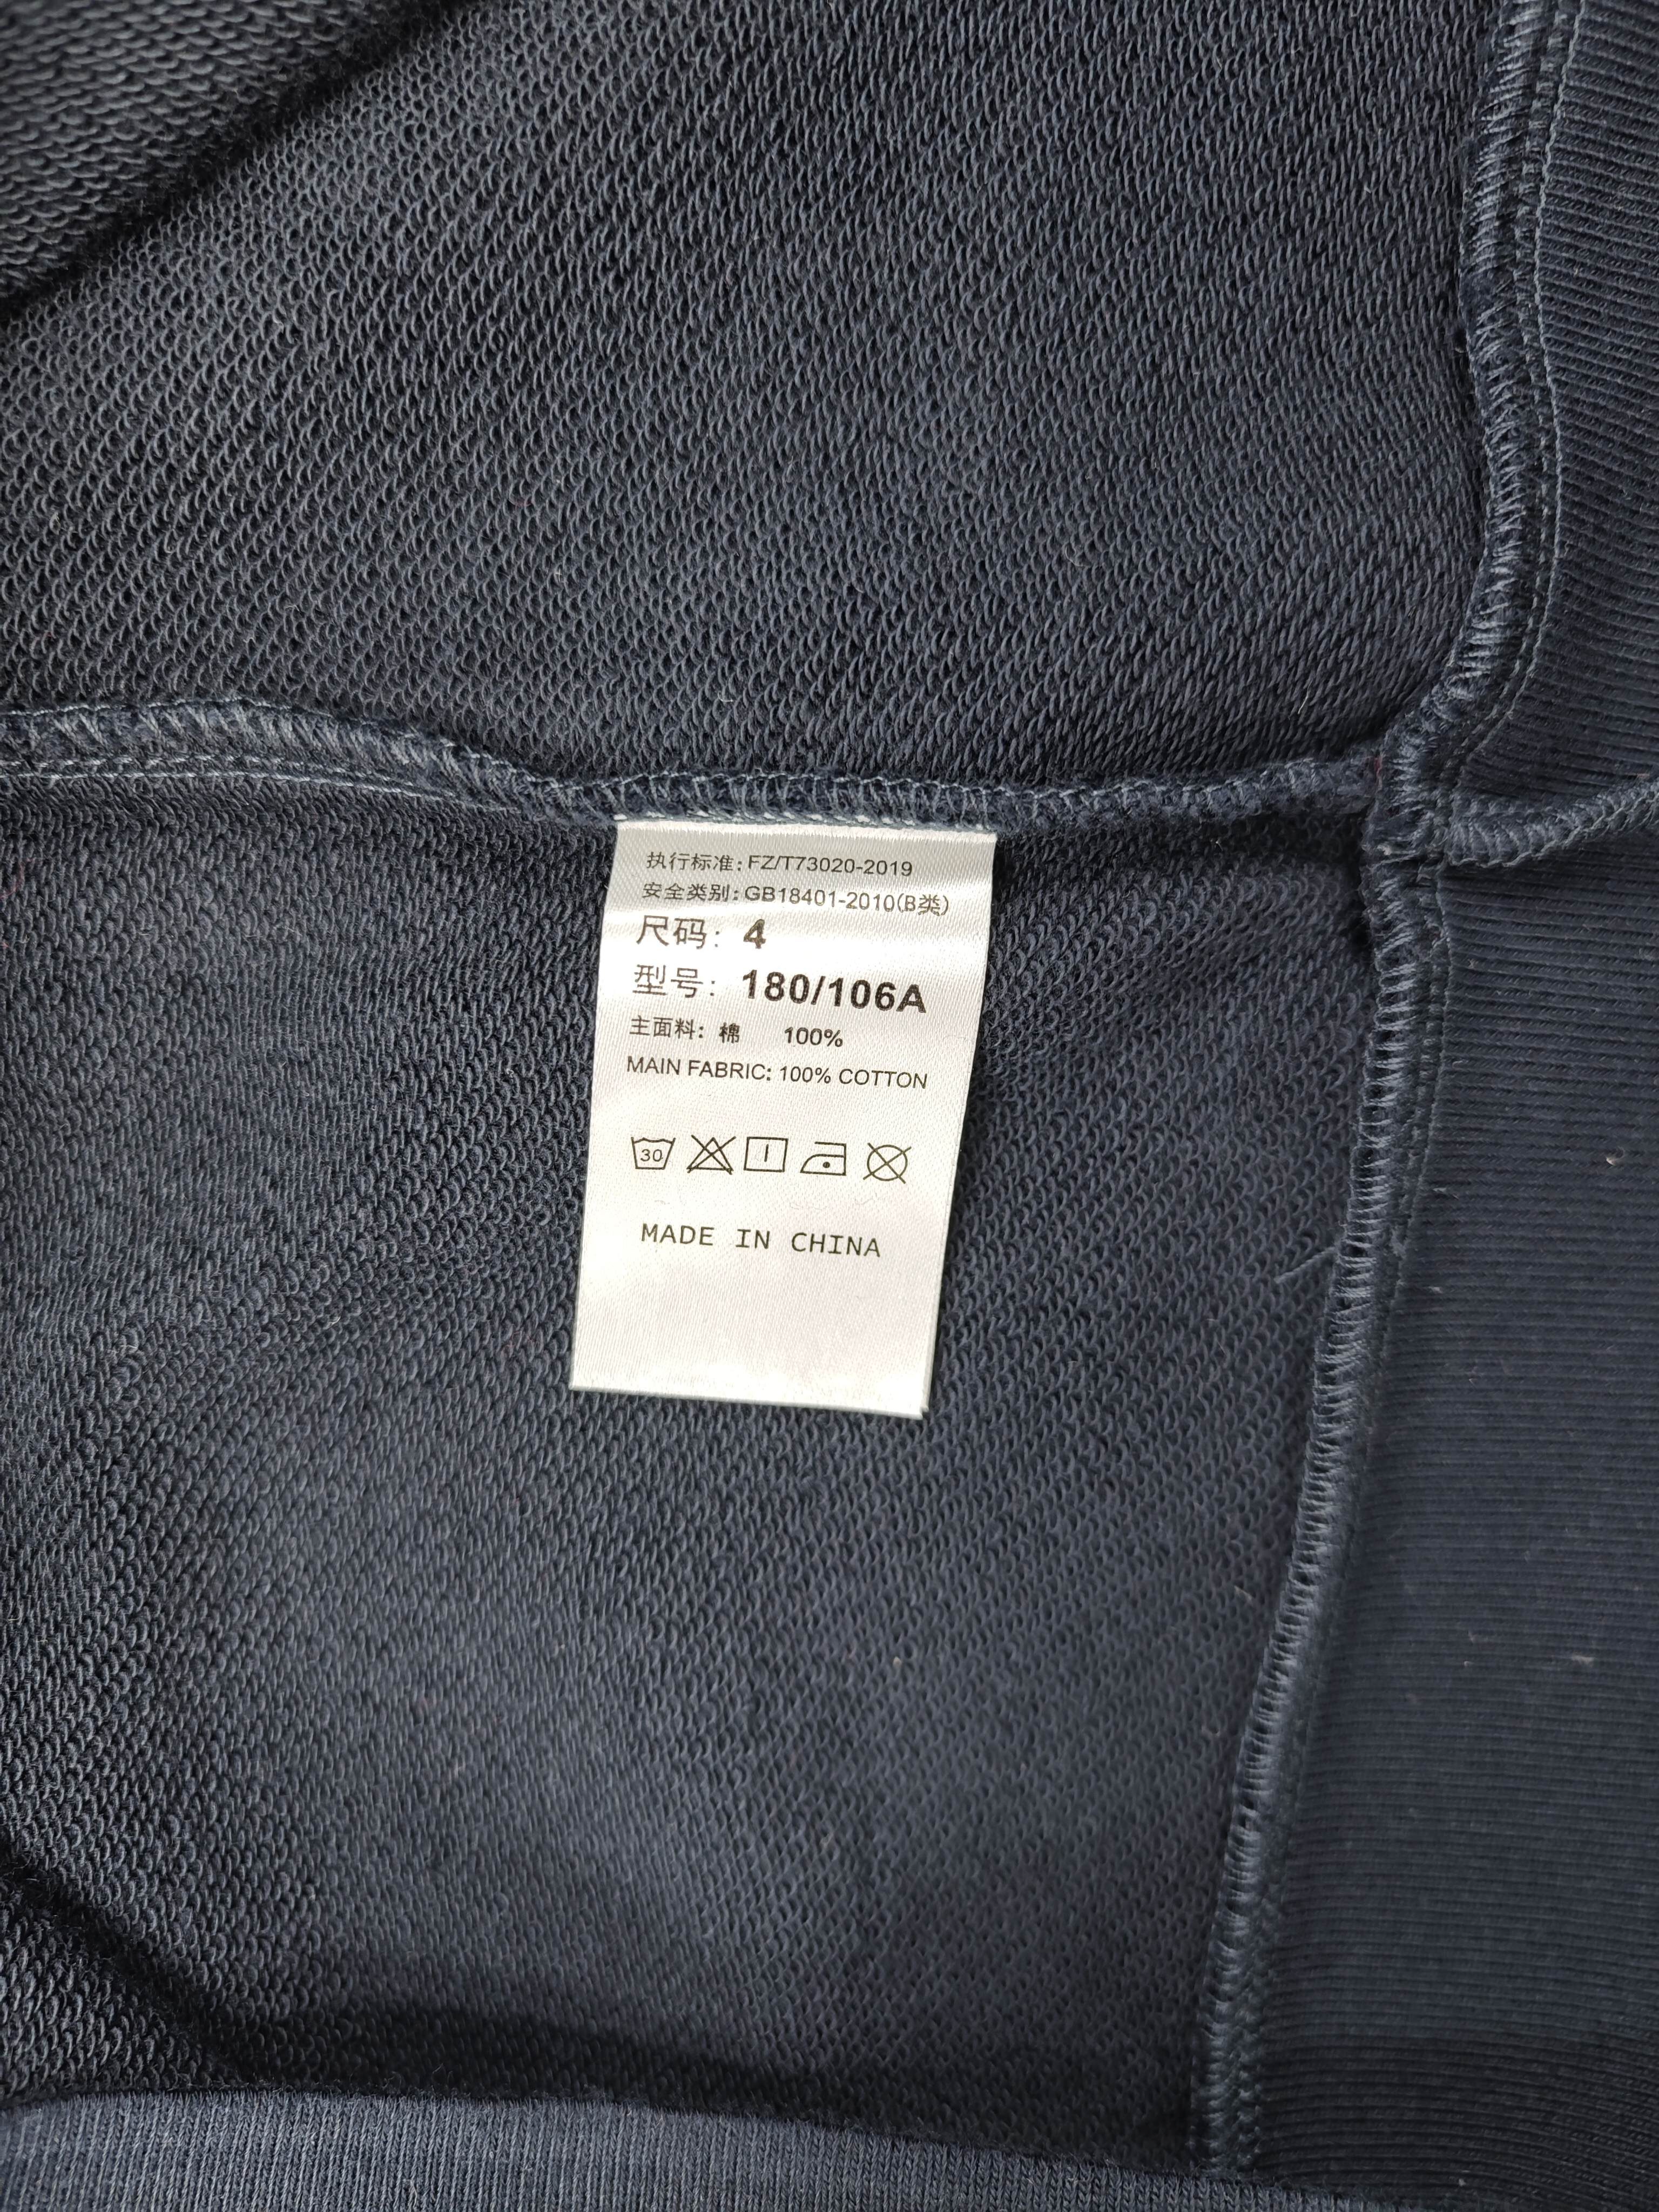 执行标准: FZ/T73020-2019
安全类别: GB18401-2010(B类)
尺码: 4
型号: 180/106A
主面料: 棉 100%
MAIN FABRIC: 100% COTTON
30
MADE IN CHINA